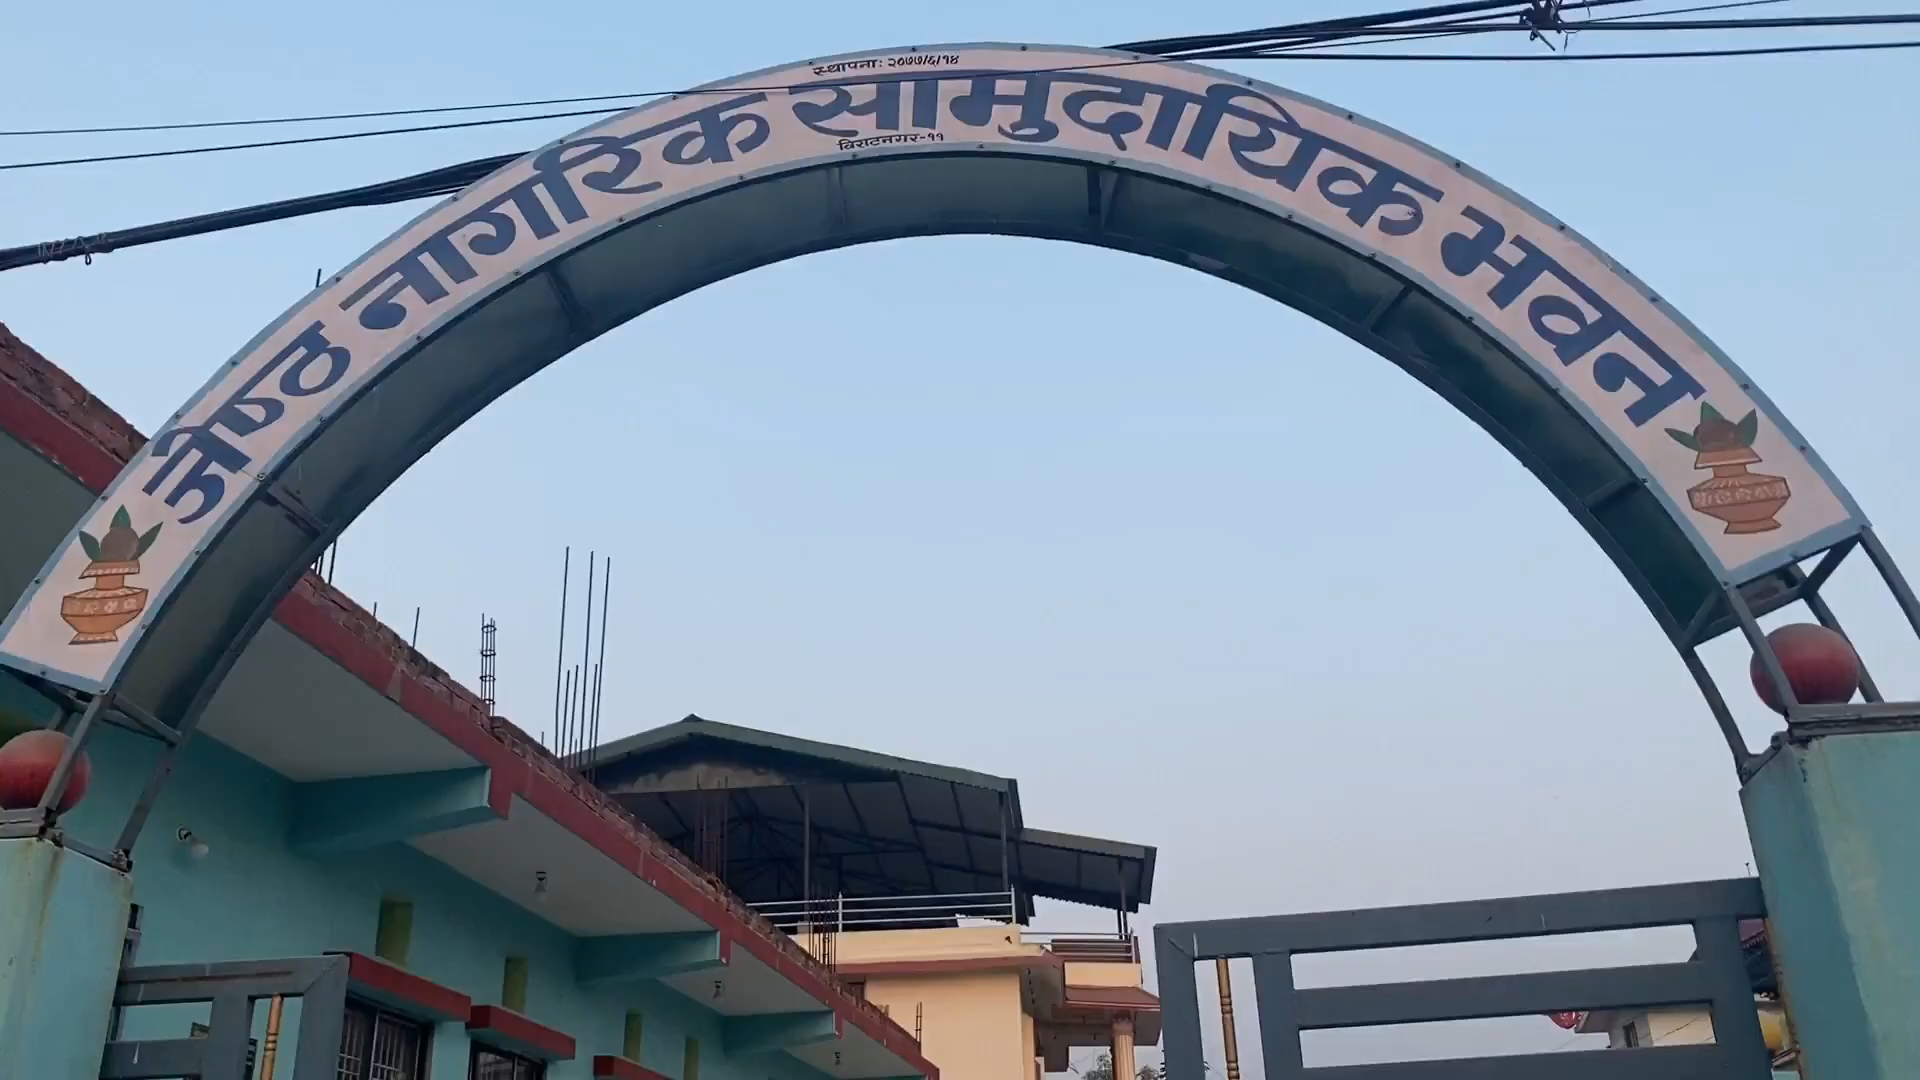 स्थापना: २०७७/६/१४
जेष्ठ नागरिक सामुदायिक भवन
बिराटनगर-११